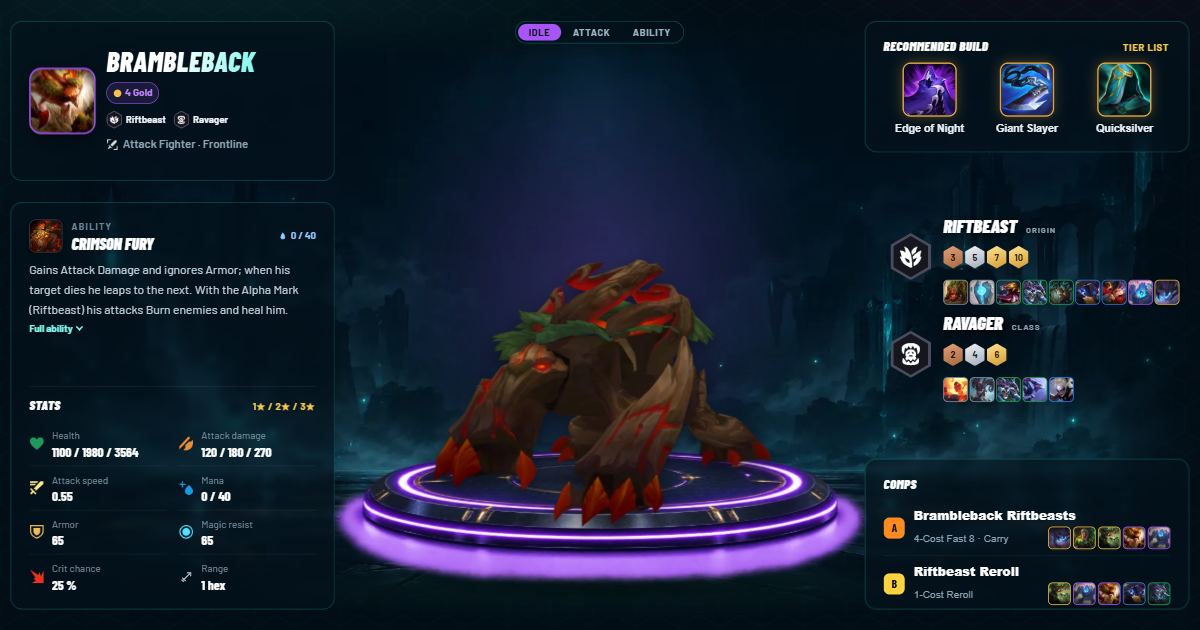 BRAMBLEBACK
4 Gold
Riftbeast Ravager
Attack Fighter · Frontline
ABILITY
CRIMSON FURY
0 / 40
Gains Attack Damage and ignores Armor; when his
target dies he leaps to the next. With the Alpha Mark
(Riftbeast) his attacks Burn enemies and heal him.
Full ability
STATS
1★ / 2★ / 3★
Health
1100 / 1980 / 3564
Attack damage
120 / 180 / 270
Attack speed
0.55
Mana
0 / 40
Armor
65
Magic resist
65
Crit chance
25 %
Range
1 hex
IDLE ATTACK ABILITY
RECOMMENDED BUILD
TIER LIST
Edge of Night
Giant Slayer
Quicksilver
RIFTBEAST ORIGIN
3 5 7 10
RAVAGER CLASS
2 4 6
COMPS
A
Brambleback Riftbeasts
4-Cost Fast 8 · Carry
B
Riftbeast Reroll
1-Cost Reroll